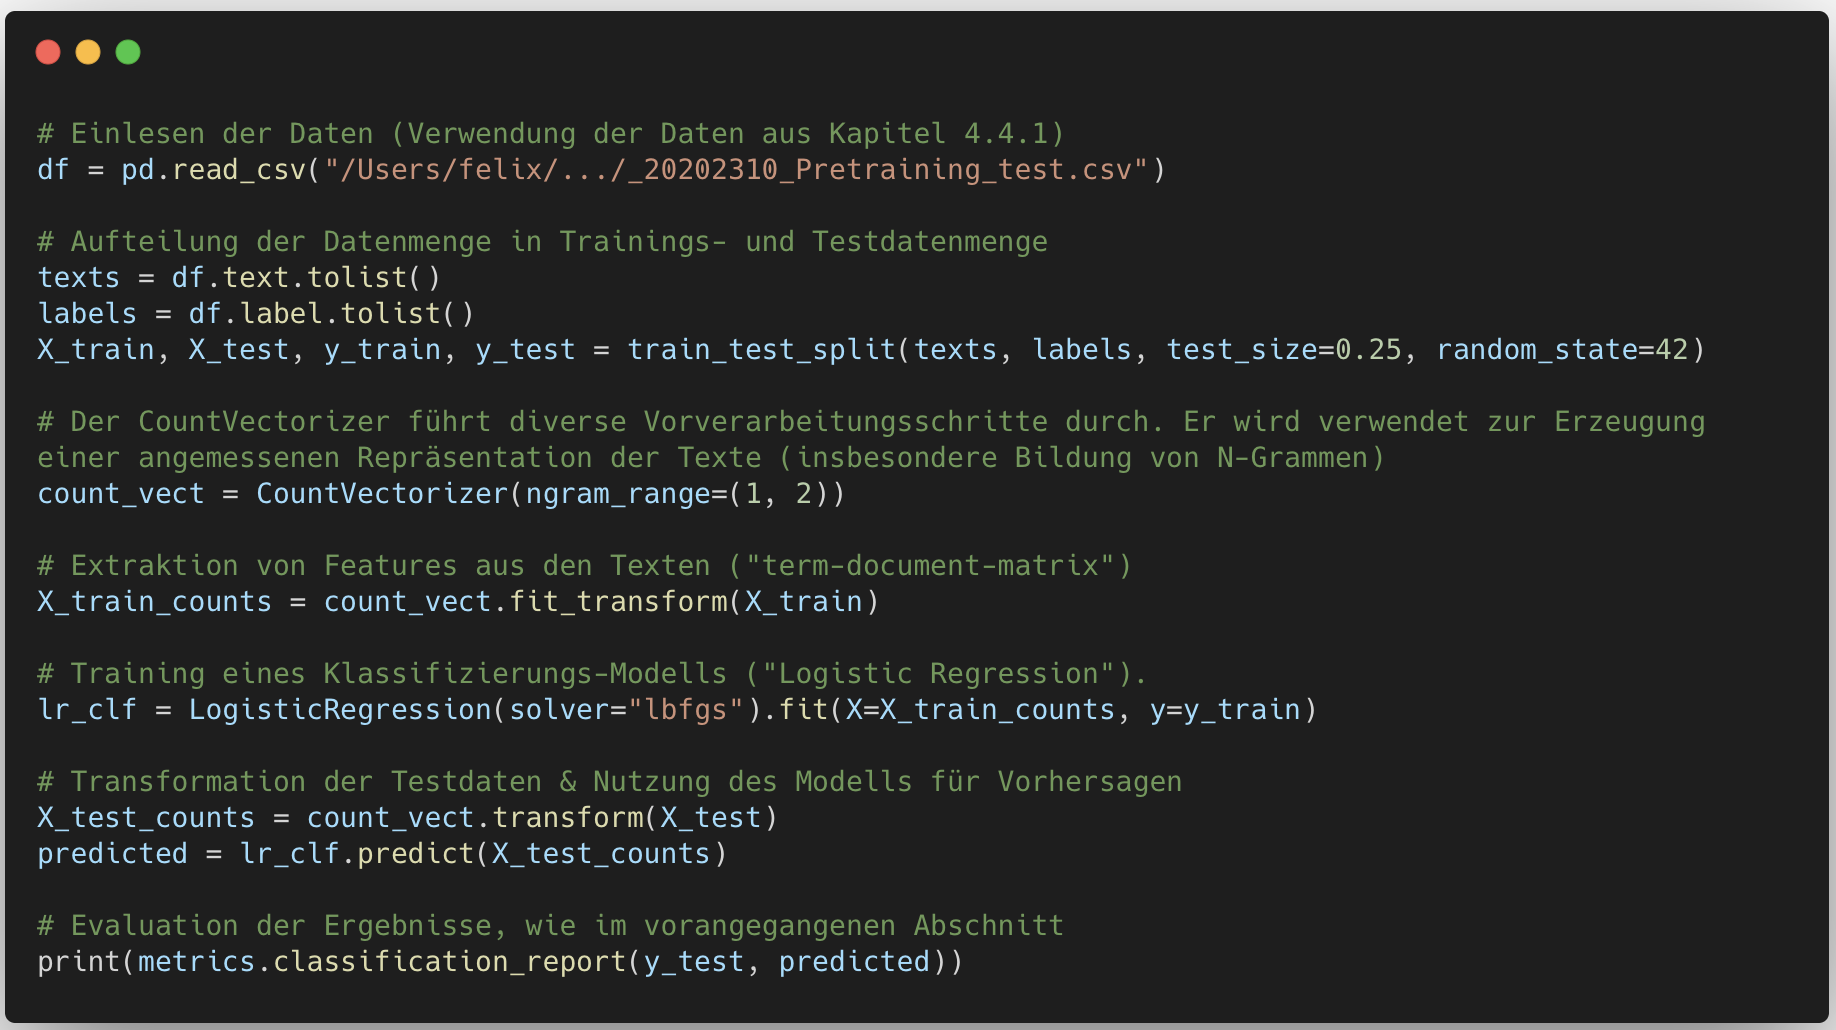 # Einlesen der Daten (Verwendung der Daten aus Kapitel 4.4.1)
df = pd.read_csv("/Users/felix/.../_20202310_Pretraining_test.csv")
# Aufteilung der Datenmenge in Trainings- und Testdatenmenge
texts = df.text.tolist()
labels = df.label.tolist()
X_train, X_test, y_train, y_test = train_test_split(texts, labels, test_size=0.25, random_state=42)
# Der CountVectorizer führt diverse Vorverarbeitungsschritte durch. Er wird verwendet zur Erzeugung
einer angemessenen Repräsentation der Texte (insbesondere Bildung von N-Grammen)
count_vect = CountVectorizer(ngram_range=(1, 2))
# Extraktion von Features aus den Texten ("term-document-matrix")
X_train_counts = count_vect.fit_transform(X_train)
# Training eines Klassifizierungs-Modells ("Logistic Regression").
lr_clf = LogisticRegression(solver="lbfgs").fit(X=X_train_counts, y=y_train)
# Transformation der Testdaten & Nutzung des Modells für Vorhersagen
X_test_counts = count_vect.transform(X_test)
predicted = lr_clf.predict(X_test_counts)
# Evaluation der Ergebnisse, wie im vorangegangenen Abschnitt
print(metrics.classification_report(y_test, predicted))